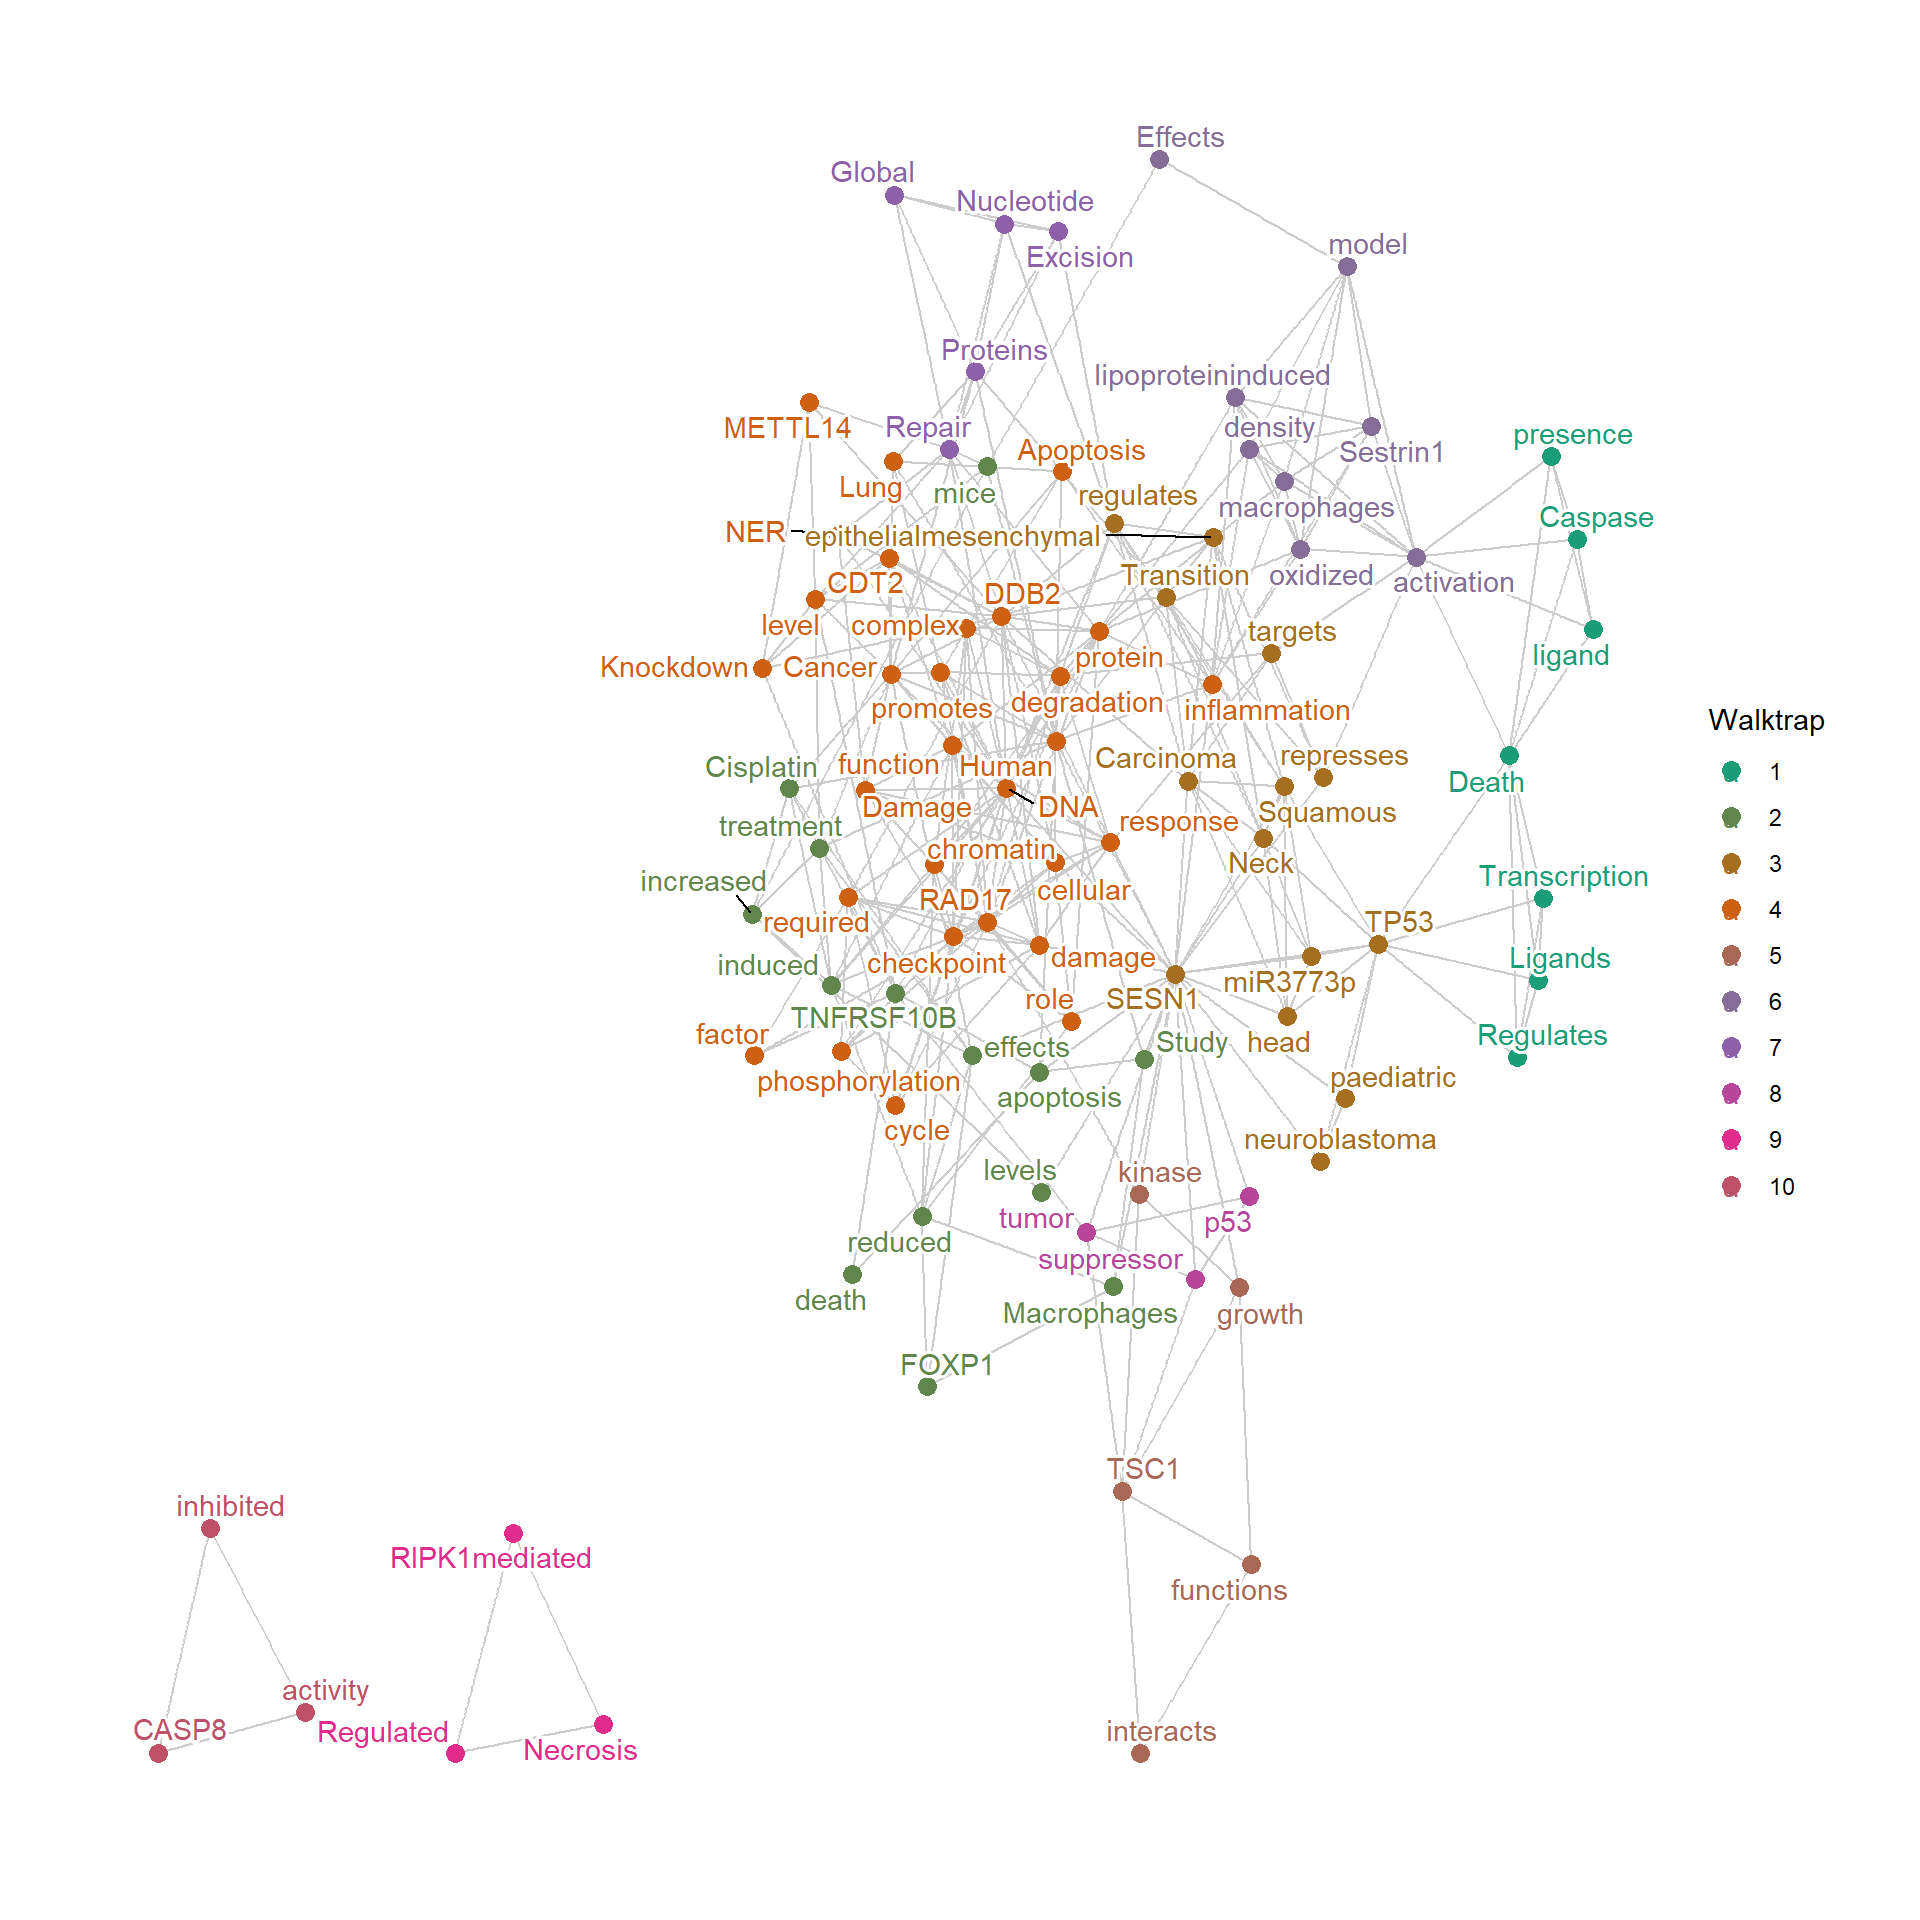 Effects
Global
Nucleotide
model
Excision
Proteins
lipoproteininduced
METTL14
Repair
density
presence
Apoptosis
Sestrin1
Lung
mice
regulates
macrophages
Caspase
NER
epithelialmesenchymal
Transition
oxidized
activation
CDT2
DDB2
level
complex
targets
protein
ligand
Knockdown
Cancer
promotes
degradation
inflammation
Cisplatin
function
Human
Carcinoma
represses
Death
Damage
DNA
Squamous
treatment
response
chromatin
Neck
increased
cellular
Transcription
RAD17
required
TP53
induced
checkpoint
damage
Ligands
miR3773p
role
SESN1
TNFRSF10B
factor
effects
Study
head
Regulates
phosphorylation
apoptosis
paediatric
cycle
neuroblastoma
levels
kinase
tumor
p53
reduced
suppressor
death
Macrophages
growth
FOXP1
TSC1
inhibited
RIPK1mediated
functions
activity
CASP8
Regulated
Necrosis
interacts
Walktrap
1
2
3
4
5
6
7
8
9
10